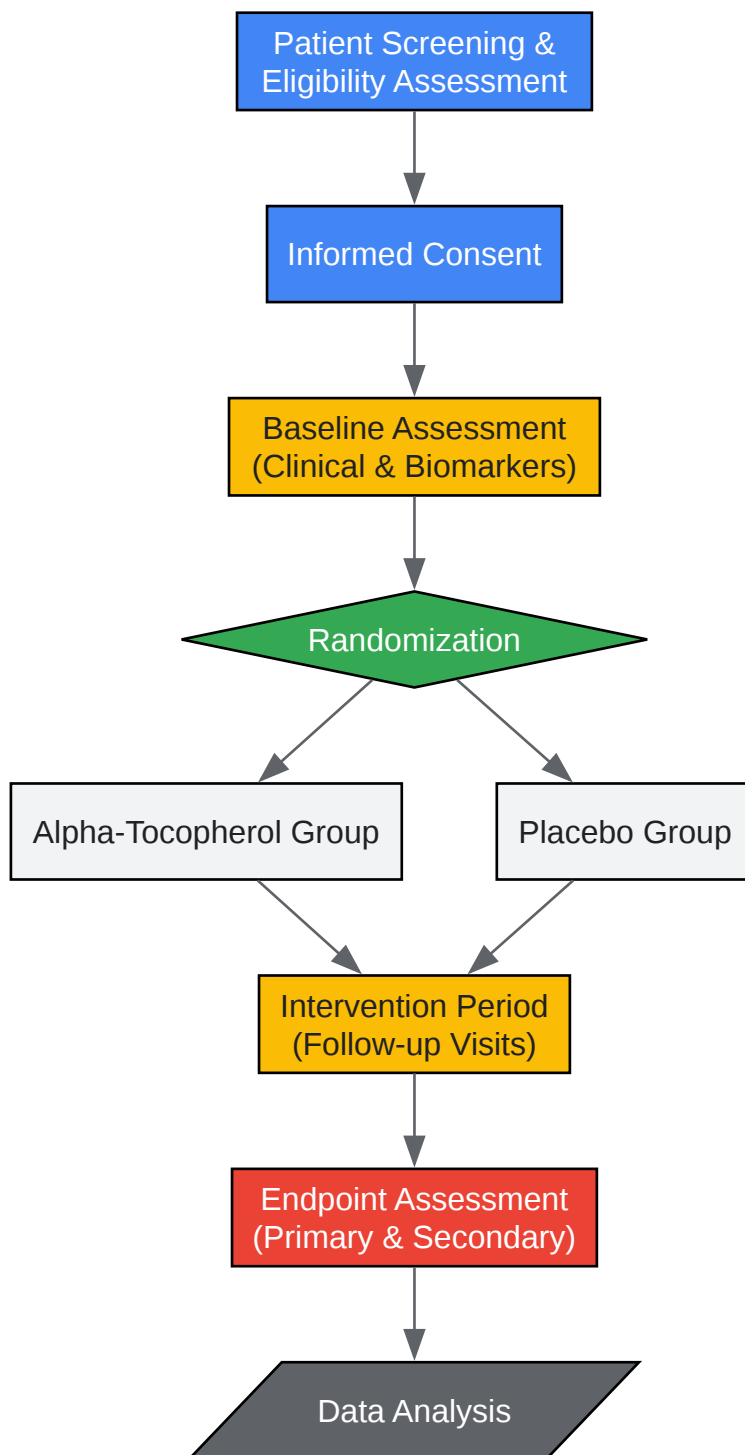 Patient Screening &
Eligibility Assessment
Informed Consent
Baseline Assessment
(Clinical & Biomarkers)
Randomization
Alpha-Tocopherol Group
Placebo Group
Intervention Period
(Follow-up Visits)
Endpoint Assessment
(Primary & Secondary)
Data Analysis